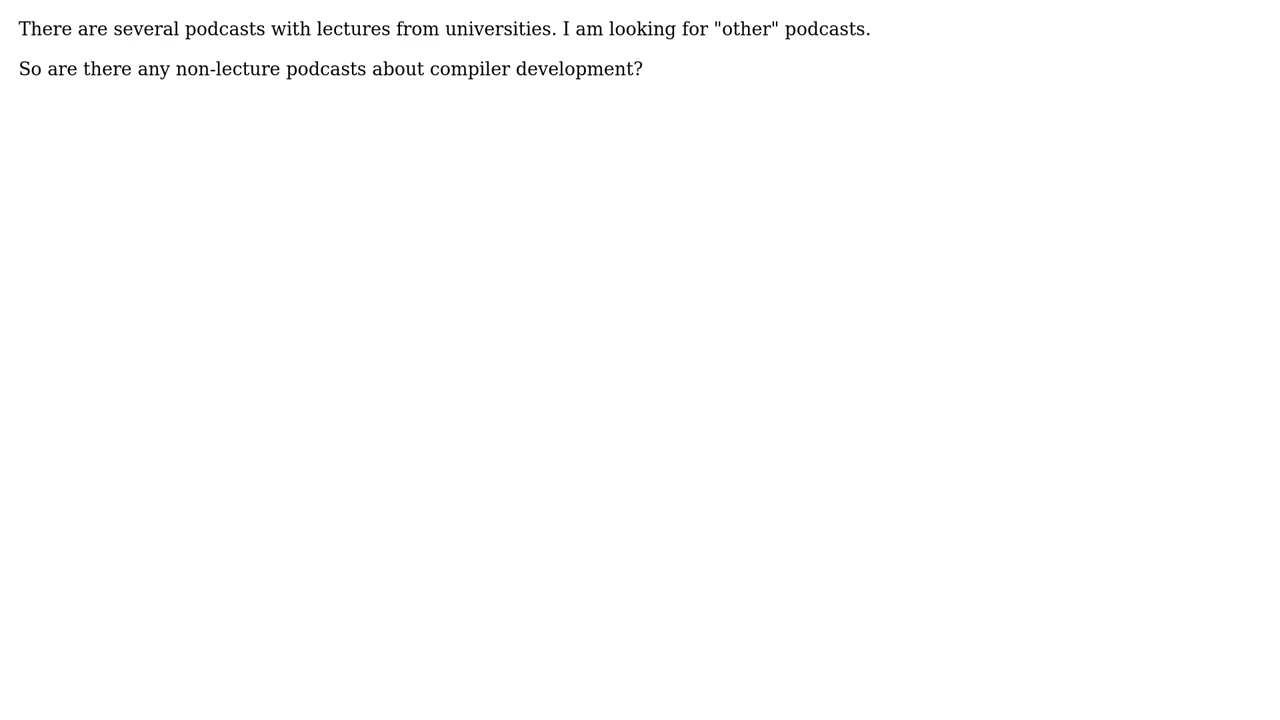 There are several podcasts with lectures from universities. I am looking for "other" podcasts.
So are there any non-lecture podcasts about compiler development?